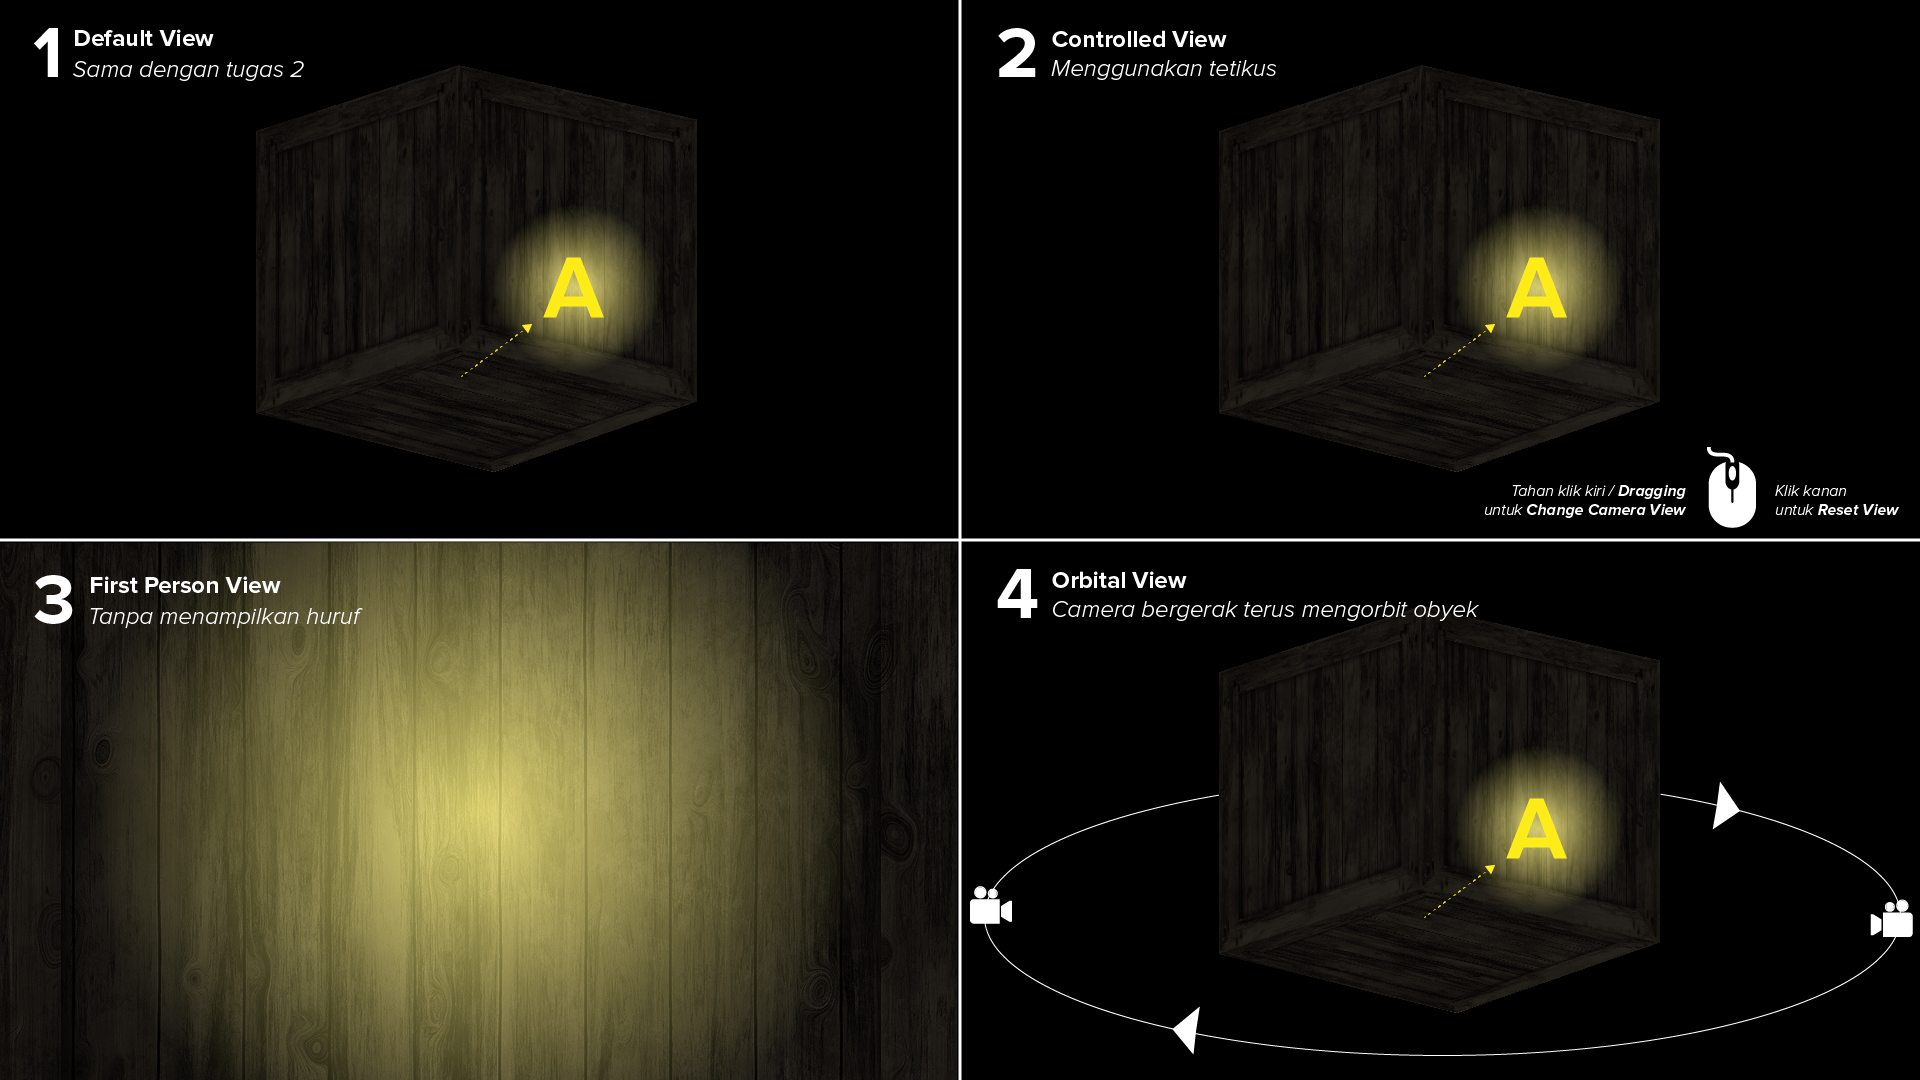 1 Default View
Sama dengan tugas 2
A
2 Controlled View
Menggunakan tetikus
A
Tahan klik kiri / Dragging
untuk Change Camera View
Klik kanan
untuk Reset View
3 First Person View
Tanpa menampilkan huruf
4 Orbital View
Camera bergerak terus mengorbit obyek
A